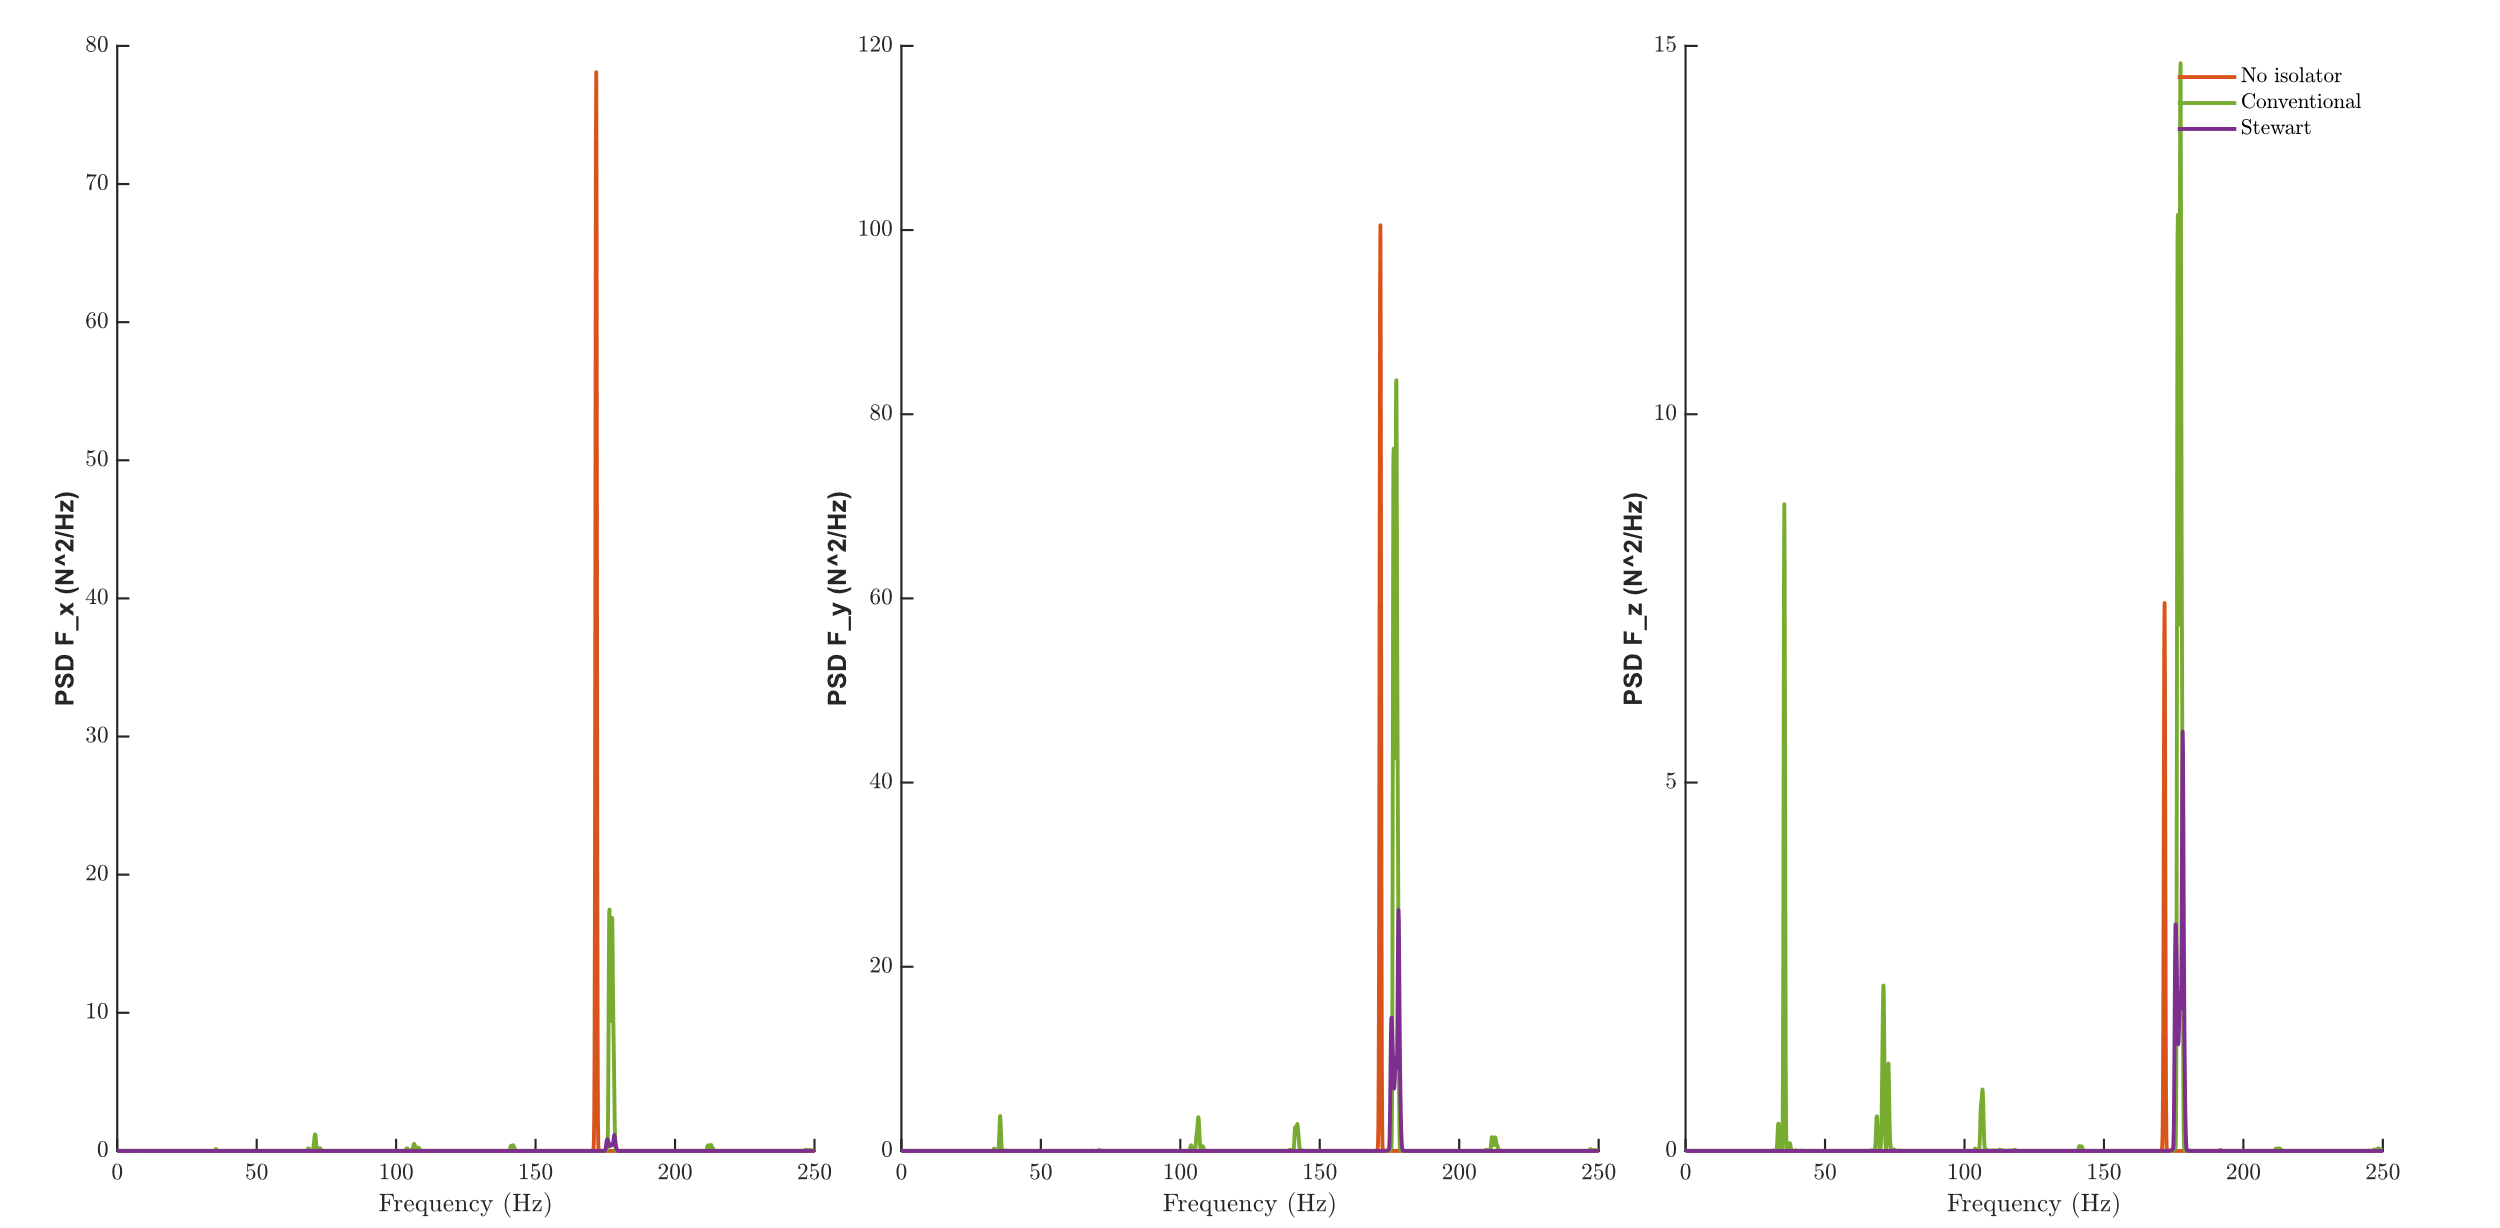 80
70
60
50
40
30
20
10
0
0 50 100 150 200 250
Frequency (Hz)
PSD F_x (N^2/Hz)
120
100
80
60
40
20
0
0 50 100 150 200 250
Frequency (Hz)
PSD F_y (N^2/Hz)
15
10
5
0
0 50 100 150 200 250
Frequency (Hz)
PSD F_z (N^2/Hz)
No isolator
Conventional
Stewart